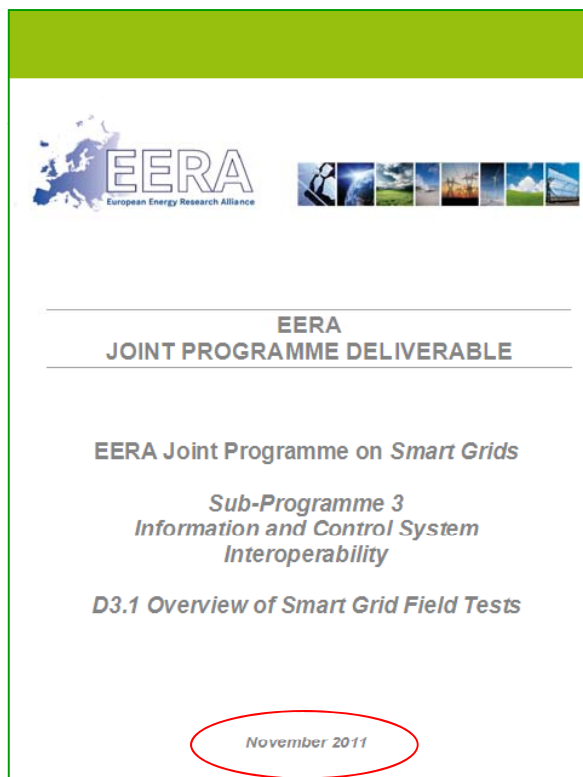 EERA
European Energy Research Alliance
EERA
JOINT PROGRAMME DELIVERABLE
EERA Joint Programme on Smart Grids
Sub-Programme 3
Information and Control System
Interoperability
D3.1 Overview of Smart Grid Field Tests
November 2011